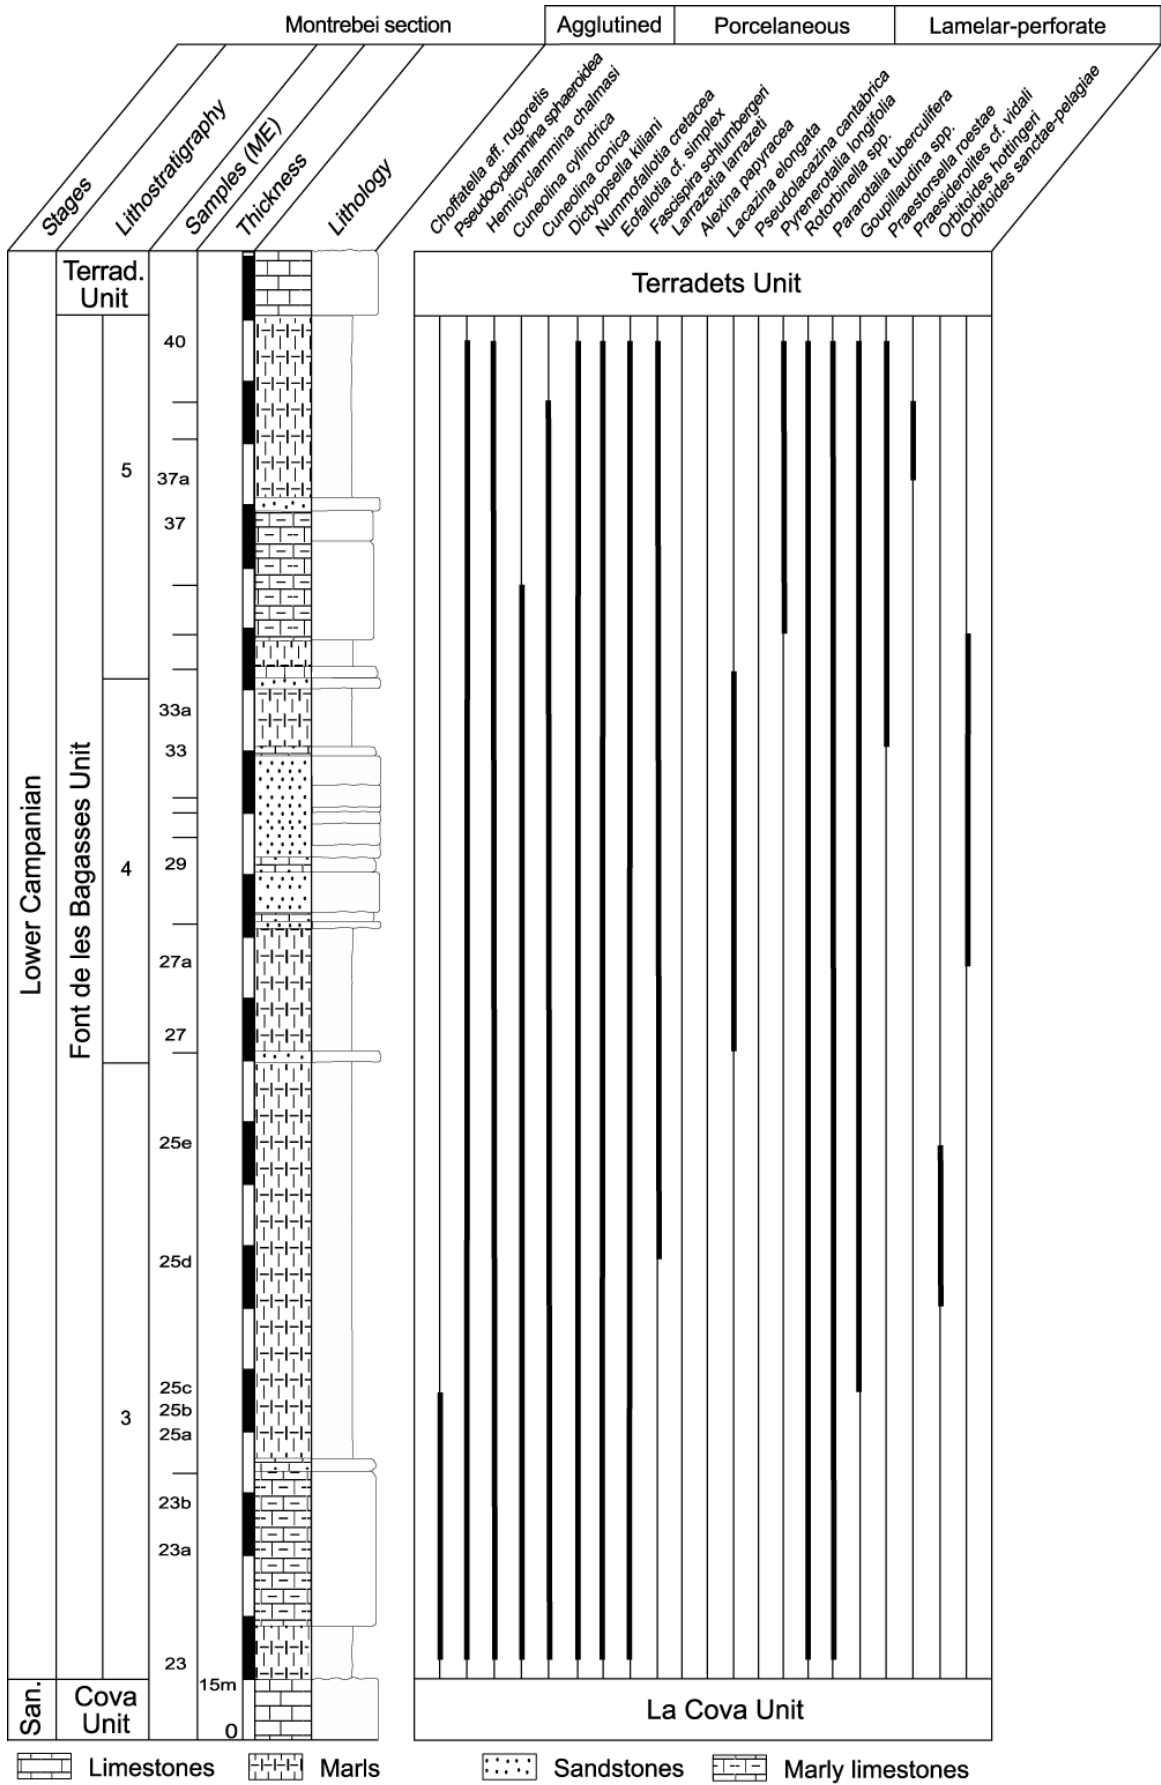 Montrebei section
Agglutined
Porcelaneous
Lamelar-perforate
Stages
Lithostratigraphy
Samples (ME)
Thickness
Lithology
Choffatella aff. rugoretis
Pseudocyclammina sphaeroidea
Hemicyclammina chalmasi
Cuneolina cylindrica
Cuneolina conica
Dictyopsella kiliani
Nummofallotia cretacea
Eofallotia cf. simplex
Fascispira schlumbergeri
Larrazetia larrazeti
Alexina papyracea
Lacazina elongata
Pseudolacazina cantabrica
Pyrenerotalia longifolia
Rotorbinella spp.
Pararotalia tuberculifera
Goupillaudina spp.
Praestorsella roestae
Praesiderolites cf. vidali
Orbitoides hottingeri
Orbitoides sanctae-pelagiae
Terrad.
Unit
Terradets Unit
Lower Campanian
Font de les Bagasses Unit
5
4
3
40
37a
37
33a
33
29
27a
27
25e
25d
25c
25b
25a
23b
23a
23
San.
Cova
Unit
15m
0
La Cova Unit
Limestones
Marls
Sandstones
Marly limestones